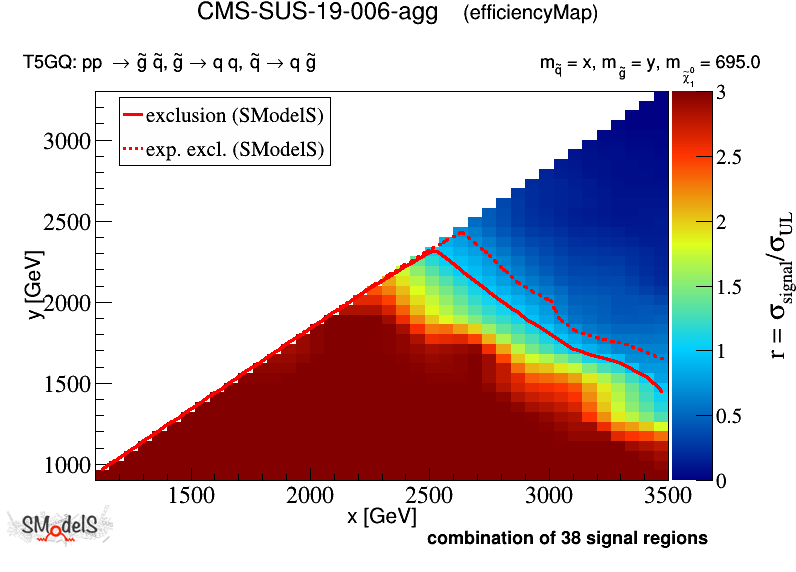 CMS-SUS-19-006-agg (efficiencyMap)
T5GQ: pp → g̃ q̃, g̃ → q q, q̃ → q g̃
m_q̃ = x, m_g̃ = y, m_χ̃₁⁰ = 695.0
exclusion (SModelS)
exp. excl. (SModelS)
y [GeV]
3000
2500
2000
1500
1000
1500
2000
2500
3000
3500
x [GeV]
3
2.5
2
1.5
1
0.5
0
r = σ_signal/σ_UL
SModelS
combination of 38 signal regions